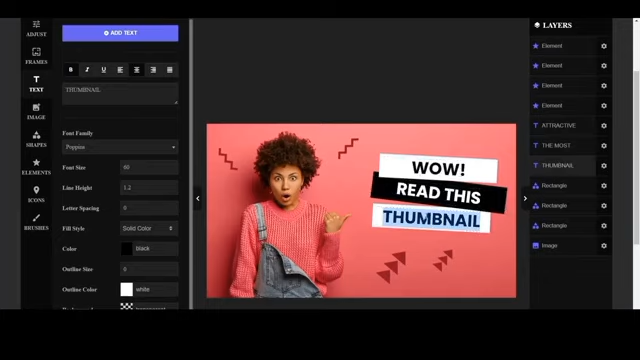 ADJUST
FRAMES
TEXT
IMAGE
SHAPES
ELEMENTS
ICONS
BRUSHES
ADD TEXT
B I U
THUMBNAIL
Font Family
Poppins
Font Size 60
Line Height 1.2
Letter Spacing 0
Fill Style Solid Color
Color black
Outline Size 0
Outline Color white
WOW!
READ THIS
THUMBNAIL
LAYERS
Element
Element
Element
Element
ATTRACTIVE
THE MOST
THUMBNAIL
Rectangle
Rectangle
Rectangle
Image